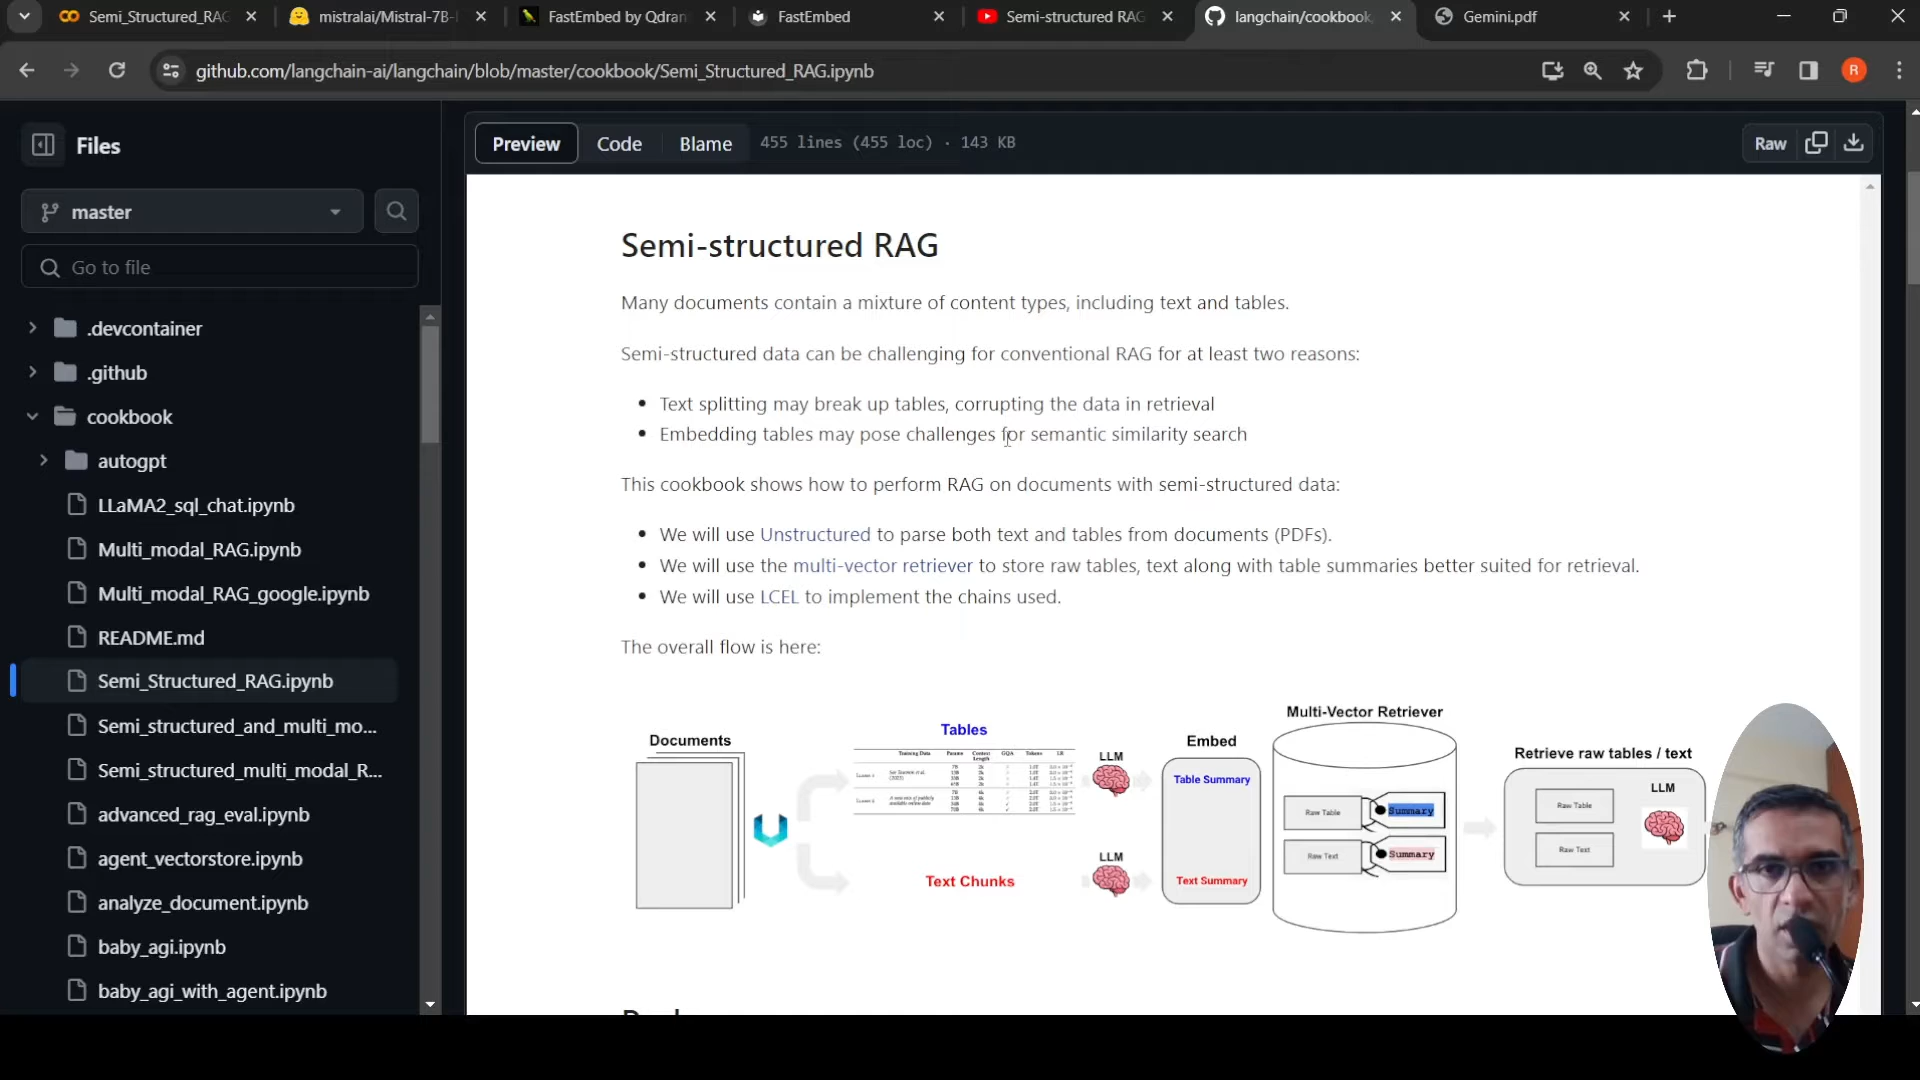 Semi_Structured_RAG
mistralai/Mistral-7B-I
FastEmbed by Qdran
FastEmbed
Semi-structured RAG
langchain/cookbook
Gemini.pdf
github.com/langchain-ai/langchain/blob/master/cookbook/Semi_Structured_RAG.ipynb
R
Files
Preview
Code
Blame
455 lines (455 loc) · 143 KB
Raw
master
Go to file
.devcontainer
.github
cookbook
autogpt
LLaMA2_sql_chat.ipynb
Multi_modal_RAG.ipynb
Multi_modal_RAG_google.ipynb
README.md
Semi_Structured_RAG.ipynb
Semi_structured_and_multi_mo...
Semi_structured_multi_modal_R...
advanced_rag_eval.ipynb
agent_vectorstore.ipynb
analyze_document.ipynb
baby_agi.ipynb
baby_agi_with_agent.ipynb
Semi-structured RAG
Many documents contain a mixture of content types, including text and tables.
Semi-structured data can be challenging for conventional RAG for at least two reasons:
• Text splitting may break up tables, corrupting the data in retrieval
• Embedding tables may pose challenges for semantic similarity search
This cookbook shows how to perform RAG on documents with semi-structured data:
• We will use Unstructured to parse both text and tables from documents (PDFs).
• We will use the multi-vector retriever to store raw tables, text along with table summaries better suited for retrieval.
• We will use LCEL to implement the chains used.
The overall flow is here:
Documents
Tables
Training Data
Params
Context Length
GQA
Tokens
LR
Text Chunks
LLM
LLM
Embed
Table Summary
Text Summary
Multi-Vector Retriever
Raw Table
Summary
Raw Text
Summary
Retrieve raw tables / text
Raw Table
Raw Text
LLM